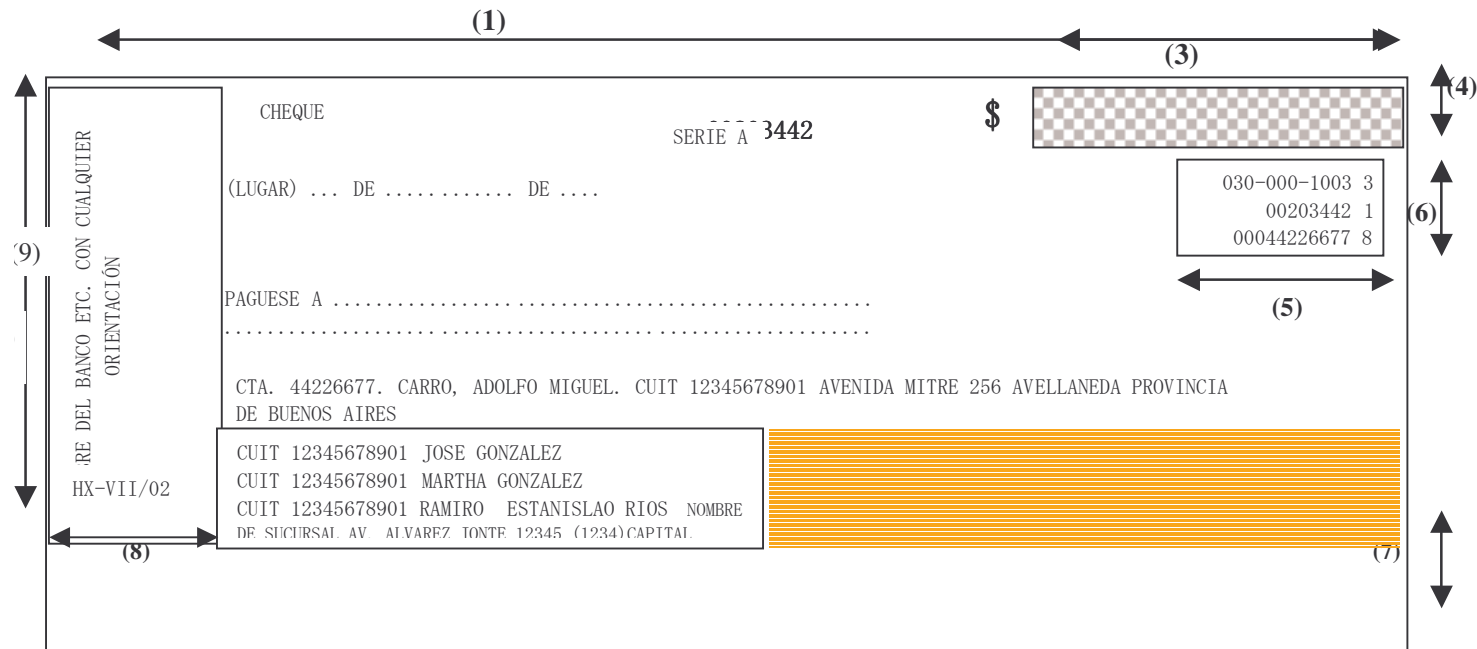 (1)
(3)
(4)
CHEQUE
SERIE A 3442
$
(LUGAR) ... DE ............ DE ....
030-000-1003 3
00203442 1
00044226677 8
(6)
(5)
(9)
DEL BANCO ETC. CON CUALQUIER
ORIENTACIÓN
HX-VII/02
(8)
PAGUESE A ..................................................
............................................................
CTA. 44226677. CARRO, ADOLFO MIGUEL. CUIT 12345678901 AVENIDA MITRE 256 AVELLANEDA PROVINCIA
DE BUENOS AIRES
CUIT 12345678901 JOSE GONZALEZ
CUIT 12345678901 MARTHA GONZALEZ
CUIT 12345678901 RAMIRO ESTANISLAO RIOS NOMBRE
DE SUCURSAL AV. ALVAREZ JONTE 12345 (1234)CAPITAL
(7)